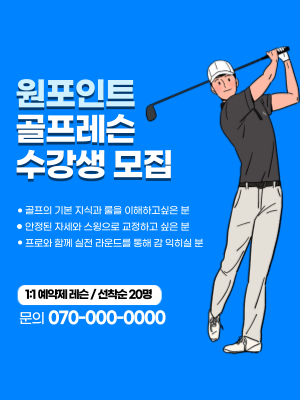 원포인트
골프레슨
수강생 모집
• 골프의 기본 지식과 룰을 이해하고싶은 분
• 안정된 자세와 스윙으로 교정하고 싶은 분
• 프로와 함께 실전 라운드를 통해 감 익히실 분
1:1 예약제 레슨 / 선착순 20명
문의 070-000-0000